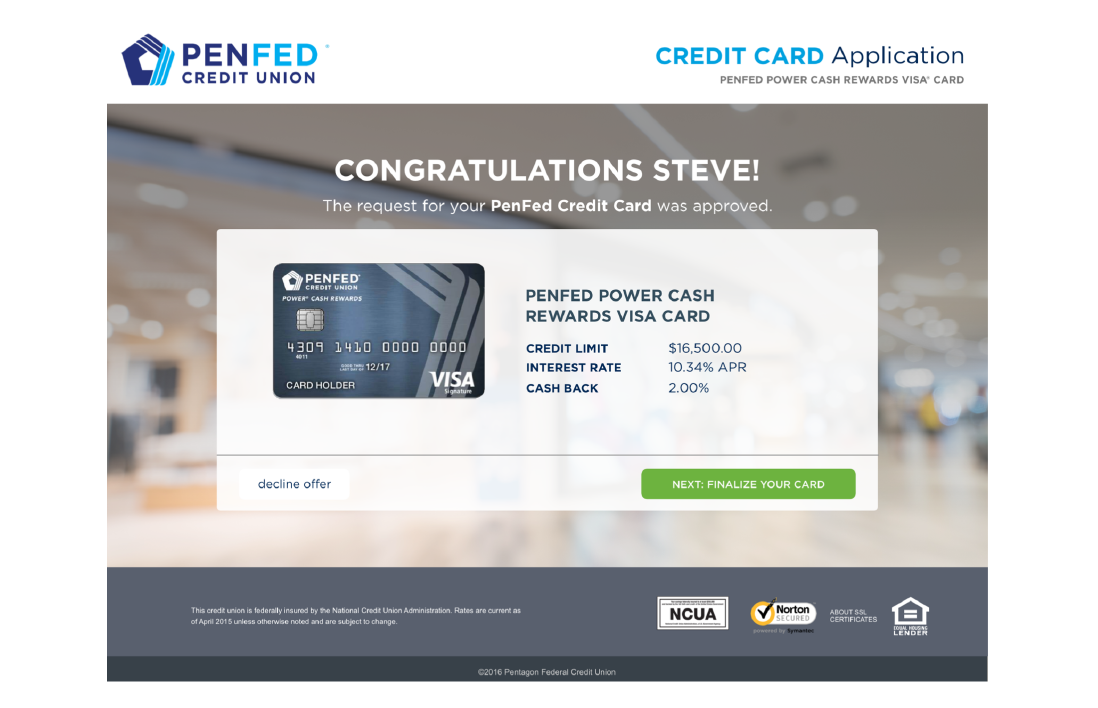 PENFED®
CREDIT UNION
CREDIT CARD Application
PENFED POWER CASH REWARDS VISA® CARD
CONGRATULATIONS STEVE!
The request for your PenFed Credit Card was approved.
PENFED®
CREDIT UNION
POWER® CASH REWARDS
4309 1410 0000 0000
4011
GOOD THRU
LAST DAY OF 12/17
CARD HOLDER
VISA
Signature
PENFED POWER CASH
REWARDS VISA CARD
CREDIT LIMIT $16,500.00
INTEREST RATE 10.34% APR
CASH BACK 2.00%
decline offer
NEXT: FINALIZE YOUR CARD
This credit union is federally insured by the National Credit Union Administration. Rates are current as
of April 2015 unless otherwise noted and are subject to change.
NCUA
Norton
SECURED
powered by Symantec
ABOUT SSL
CERTIFICATES
EQUAL HOUSING
LENDER
©2016 Pentagon Federal Credit Union